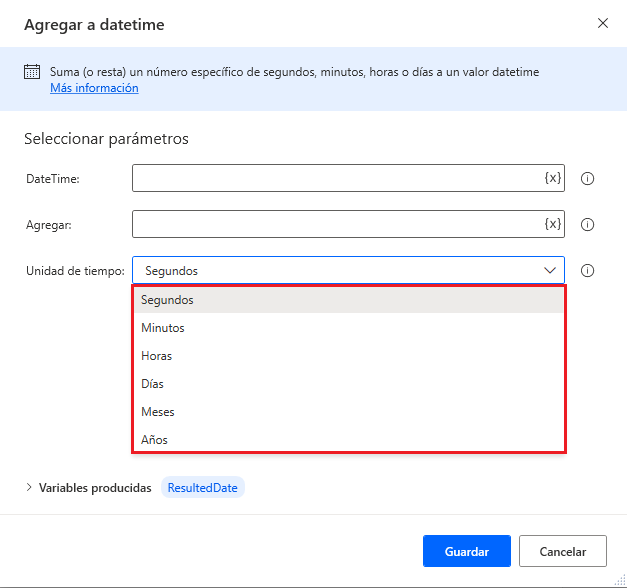 Agregar a datetime
Suma (o resta) un número específico de segundos, minutos, horas o días a un valor datetime
Más información
Seleccionar parámetros
DateTime:
{x}
Agregar:
{x}
Unidad de tiempo:
Segundos
Segundos
Minutos
Horas
Días
Meses
Años
Variables producidas ResultedDate
Guardar
Cancelar